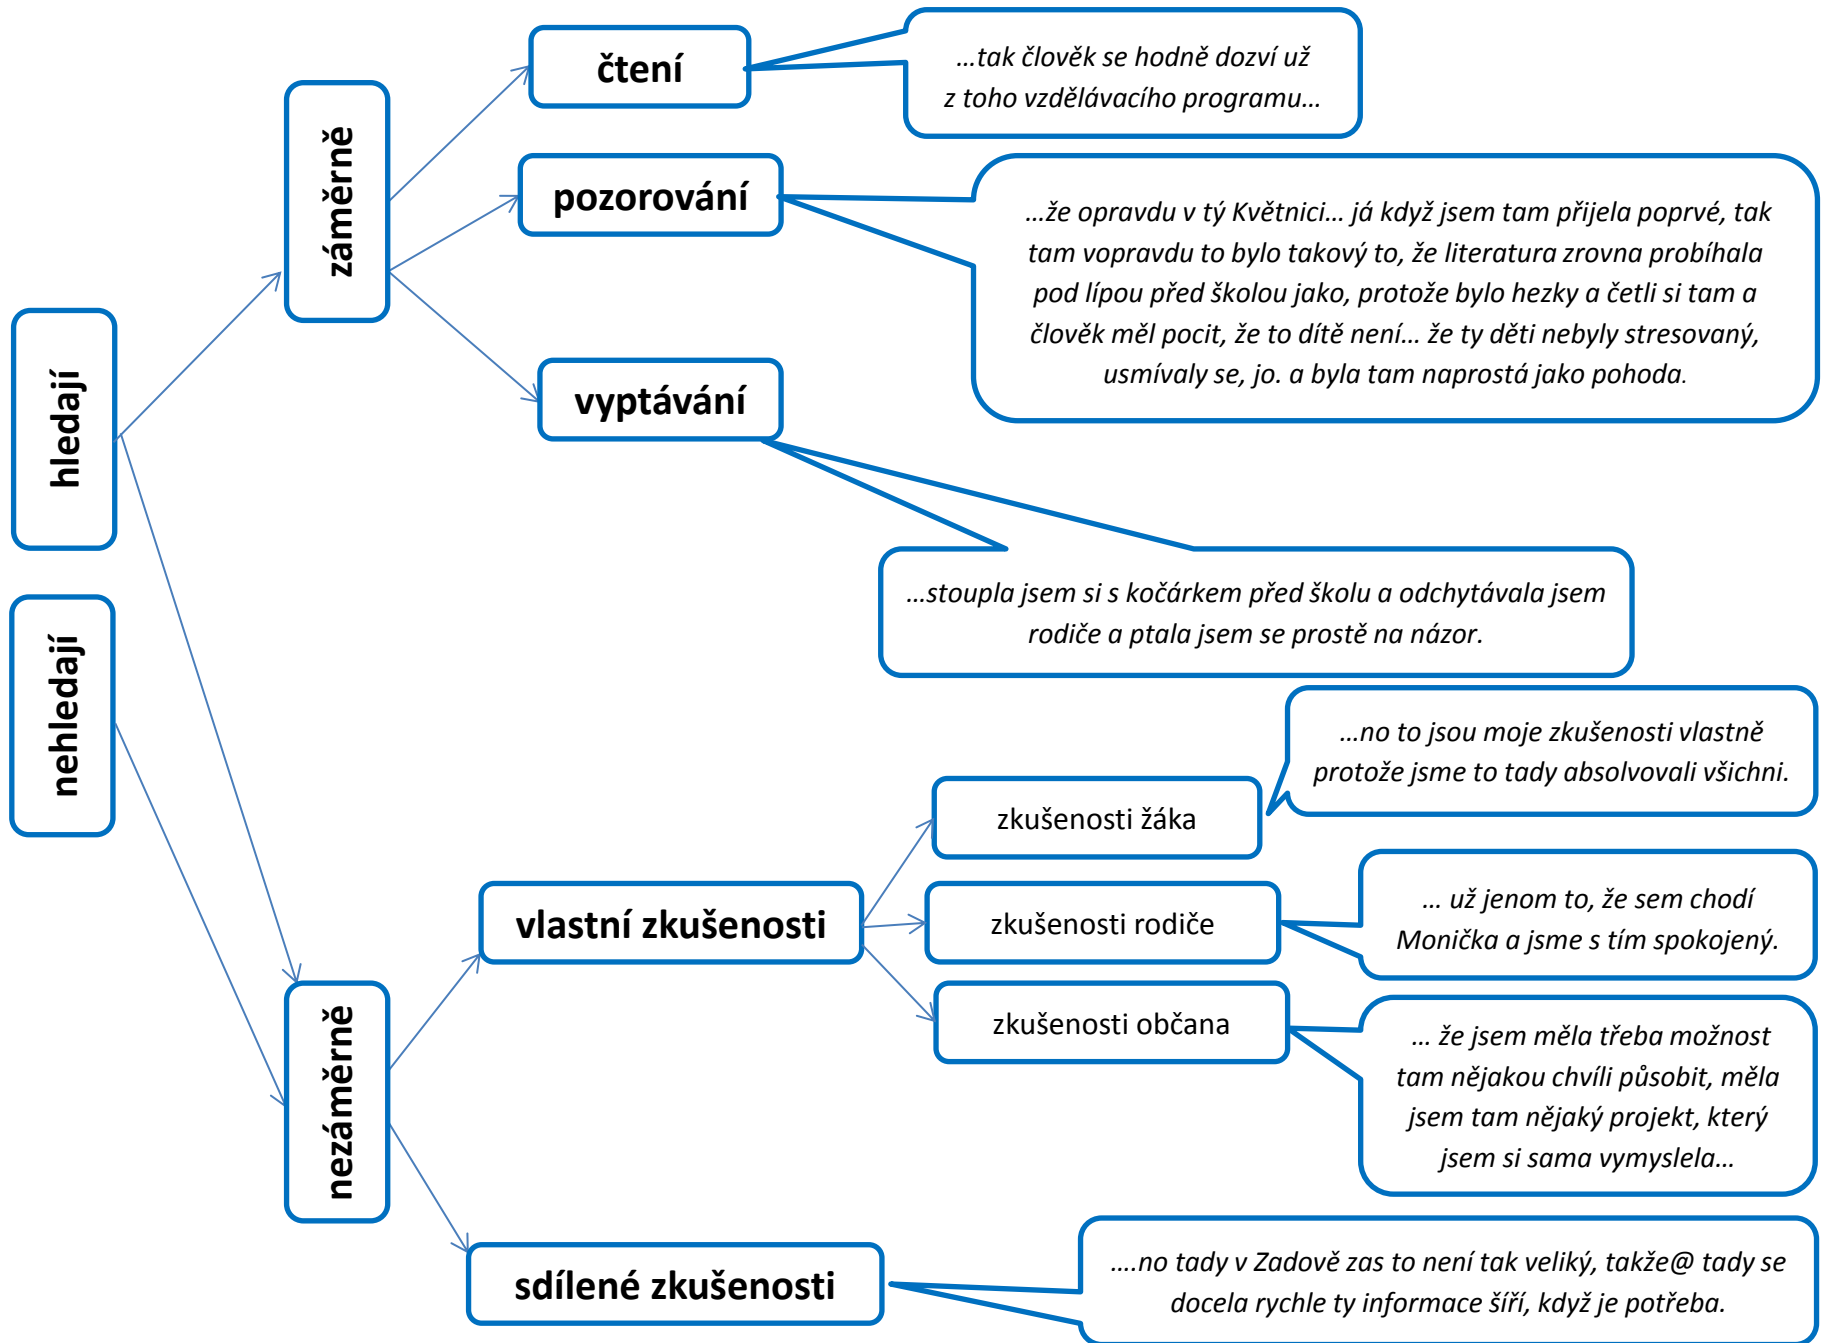 hledají
nehledají
záměrně
nezáměrně
čtení
…tak člověk se hodně dozví už
z toho vzdělávacího programu…
pozorování
…že opravdu v tý Květnici… já když jsem tam přijela poprvé, tak
tam vopravdu to bylo takový to, že literatura zrovna probíhala
pod lípou před školou jako, protože bylo hezky a četli si tam a
člověk měl pocit, že to dítě není… že ty děti nebyly stresovaný,
usmívaly se, jo. a byla tam naprostá jako pohoda.
vyptávání
…stoupla jsem si s kočárkem před školu a odchytávala jsem
rodiče a ptala jsem se prostě na názor.
vlastní zkušenosti
zkušenosti žáka
…no to jsou moje zkušenosti vlastně
protože jsme to tady absolvovali všichni.
zkušenosti rodiče
… už jenom to, že sem chodí
Monička a jsme s tím spokojený.
zkušenosti občana
… že jsem měla třeba možnost
tam nějakou chvíli působit, měla
jsem tam nějaký projekt, který
jsem si sama vymyslela…
sdílené zkušenosti
….no tady v Zadově zas to není tak veliký, takže@ tady se
docela rychle ty informace šíří, když je potřeba.